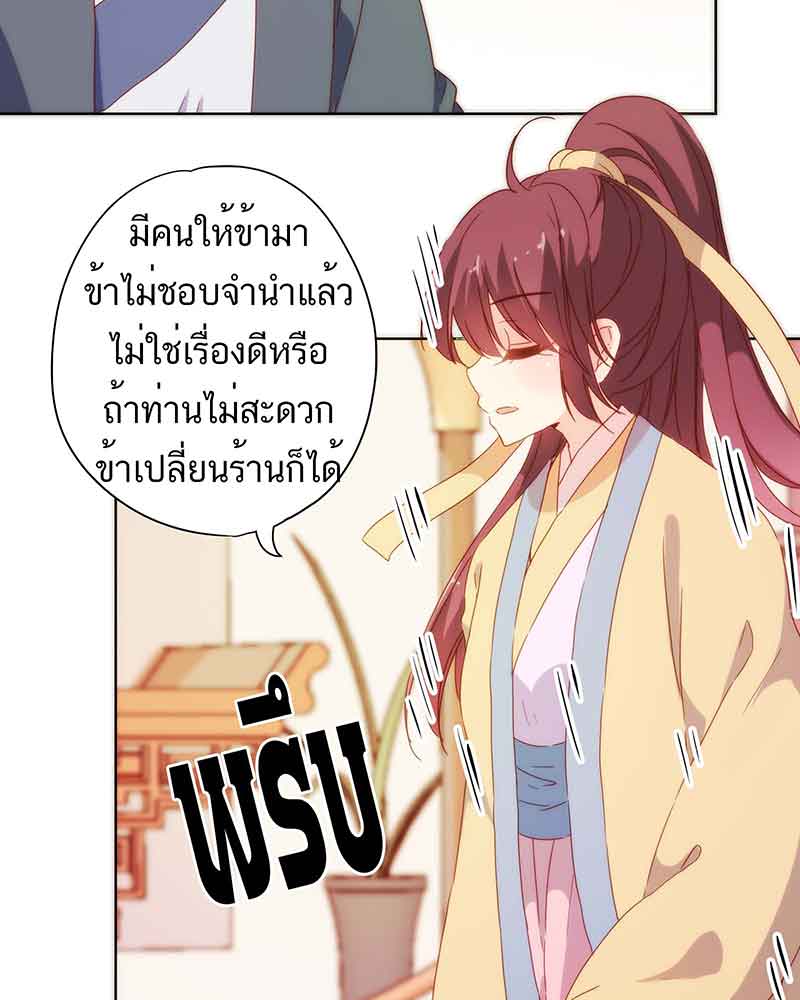 มีคนให้ข้ามา
ข้าไม่ชอบจำนำแล้ว
ไม่ใช่เรื่องดีหรือ
ถ้าท่านไม่สะดวก
ข้าเปลี่ยนร้านก็ได้
พรึบ